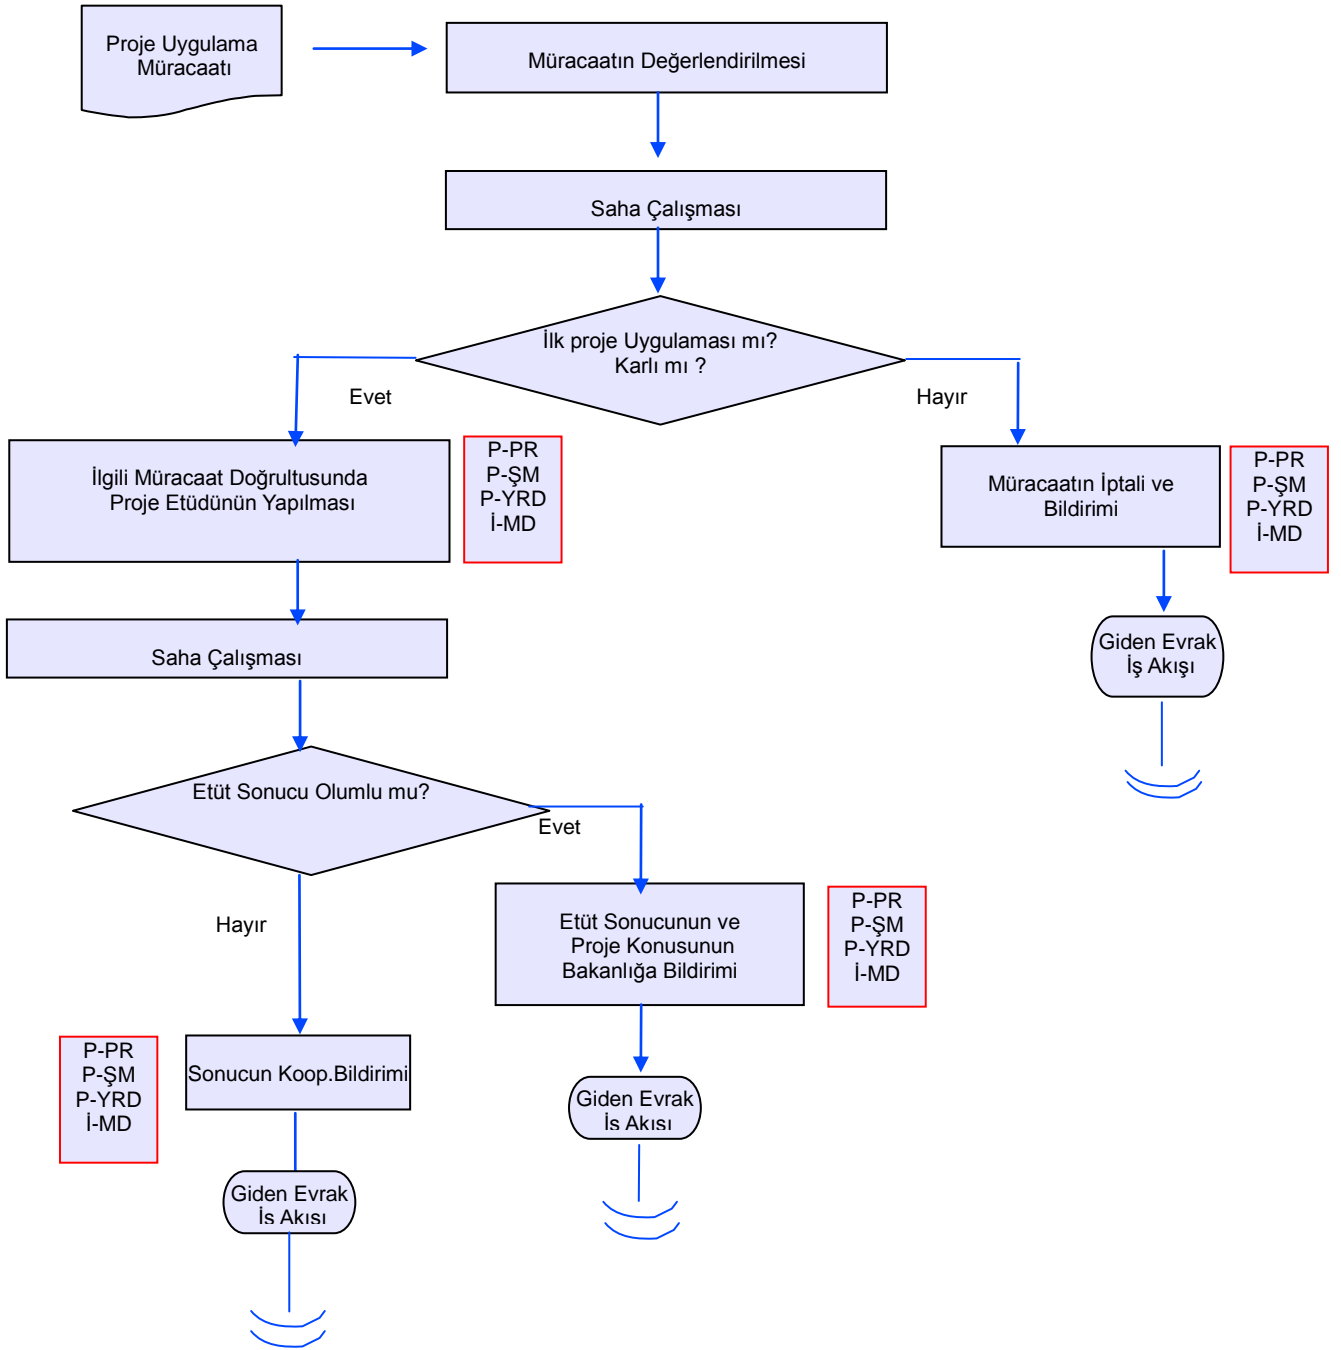 Proje Uygulama
Müracaatı
Müracaatın Değerlendirilmesi
Saha Çalışması
İlk proje Uygulaması mı?
Karlı mı ?
Evet
Hayır
İlgili Müracaat Doğrultusunda
Proje Etüdünün Yapılması
P-PR
P-ŞM
P-YRD
İ-MD
Müracaatın İptali ve
Bildirimi
P-PR
P-ŞM
P-YRD
İ-MD
Saha Çalışması
Giden Evrak
İş Akışı
Etüt Sonucu Olumlu mu?
Evet
Hayır
Etüt Sonucunun ve
Proje Konusunun
Bakanlığa Bildirimi
P-PR
P-ŞM
P-YRD
İ-MD
P-PR
P-ŞM
P-YRD
İ-MD
Sonucun Koop.Bildirimi
Giden Evrak
İş Akışı
Giden Evrak
İş Akışı